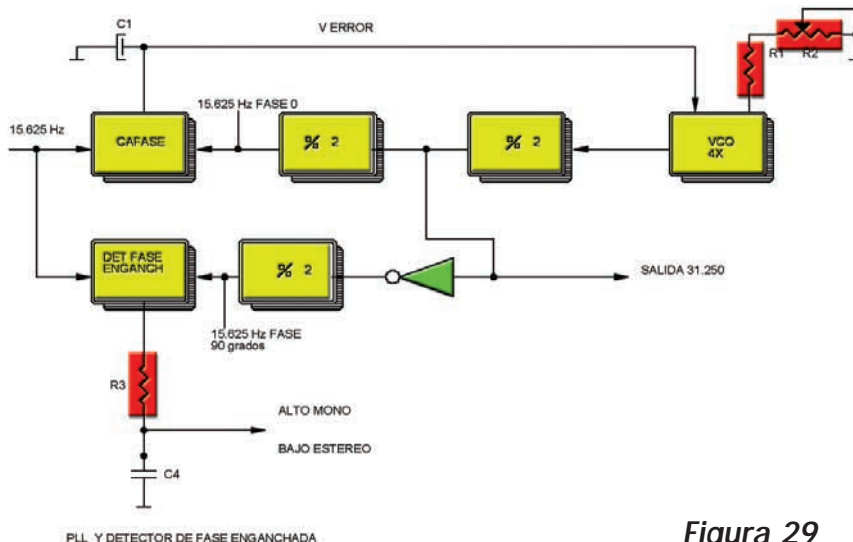 C1
V ERROR
R1
R2
15.625 Hz
15.625 Hz FASE 0
CAFASE
% 2
% 2
VCO
4X
DET FASE
ENGANCH
% 2
SALIDA 31.250
15.625 Hz FASE
90 grados
R3
ALTO MONO
BAJO ESTEREO
C4
PLL Y DETECTOR DE FASE ENGANCHADA
Figura 29